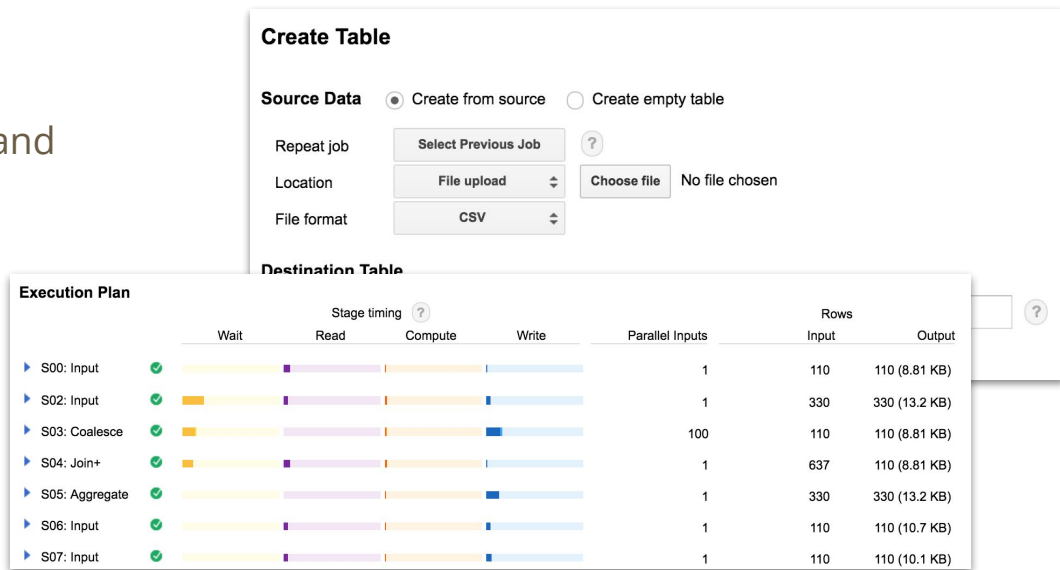 and
Create Table
Source Data Create from source Create empty table
Repeat job Select Previous Job ?
Location File upload Choose file No file chosen
File format CSV
Destination Table
?
Execution Plan
Stage timing ? Rows
Wait Read Compute Write Parallel Inputs Input Output
S00: Input 1 110 110 (8.81 KB)
S02: Input 1 330 330 (13.2 KB)
S03: Coalesce 100 110 110 (8.81 KB)
S04: Join+ 1 637 110 (8.81 KB)
S05: Aggregate 1 330 330 (13.2 KB)
S06: Input 1 110 110 (10.7 KB)
S07: Input 1 110 110 (10.1 KB)